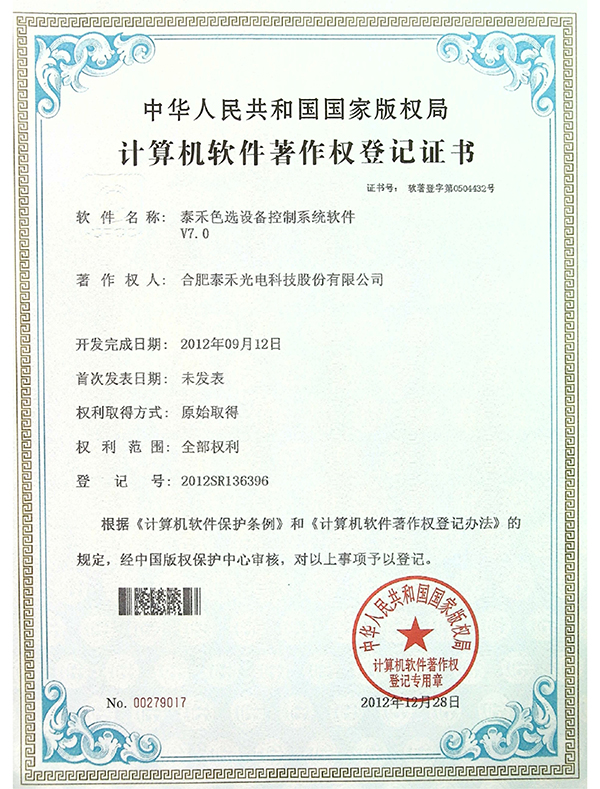 中华人民共和国国家版权局
计算机软件著作权登记证书
证书号： 软著登字第0504432号
软件名称： 泰禾色选设备控制系统软件
V7.0
著作权人： 合肥泰禾光电科技股份有限公司
开发完成日期： 2012年09月12日
首次发表日期： 未发表
权利取得方式： 原始取得
权利范围： 全部权利
登记号： 2012SR136396
根据《计算机软件保护条例》和《计算机软件著作权登记办法》的
规定，经中国版权保护中心审核，对以上事项予以登记。
中华人民共和国国家版权局
计算机软件著作权
登记专用章
No. 00279017
2012年12月28日